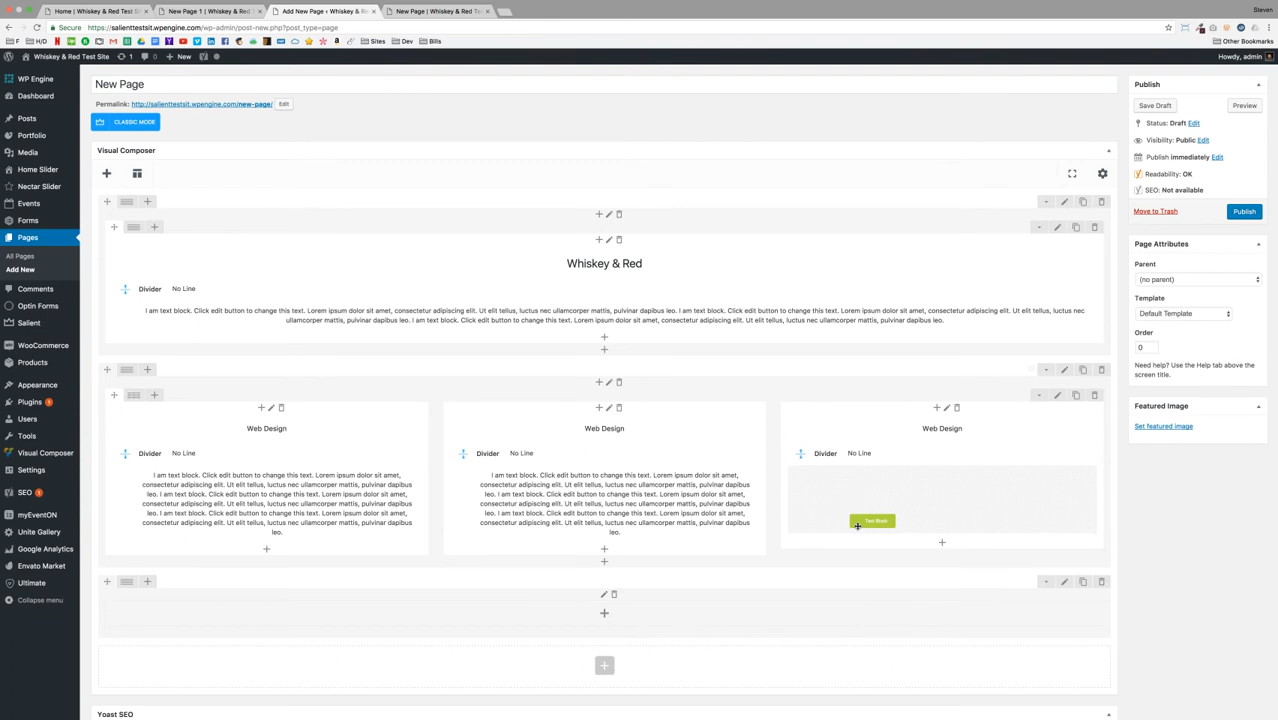 Home | Whiskey & Red Test S
New Page 1 | Whiskey & Red
Add New Page ‹ Whiskey & R
New Page | Whiskey & Red Te
Steven
Secure
https://salienttestsit.wpengine.com/wp-admin/post-new.php?post_type=page
F
H/D
Sites
Dev
Bills
Other Bookmarks
Whiskey & Red Test Site
1
0
New
Howdy, admin
WP Engine
Dashboard
Posts
Portfolio
Media
Home Slider
Nectar Slider
Events
Forms
Pages
All Pages
Add New
Comments
Optin Forms
Salient
WooCommerce
Products
Appearance
Plugins 1
Users
Tools
Visual Composer
Settings
SEO 1
myEventON
Unite Gallery
Google Analytics
Envato Market
Ultimate
Collapse menu
New Page
Permalink: http://salienttestsit.wpengine.com/new-page/ Edit
CLASSIC MODE
Visual Composer
Whiskey & Red
Divider No Line
I am text block. Click edit button to change this text. Lorem ipsum dolor sit amet, consectetur adipiscing elit. Ut elit tellus, luctus nec ullamcorper mattis, pulvinar dapibus leo. I am text block. Click edit button to change this text. Lorem ipsum dolor sit amet, consectetur adipiscing elit. Ut elit tellus, luctus nec
ullamcorper mattis, pulvinar dapibus leo. I am text block. Click edit button to change this text. Lorem ipsum dolor sit amet, consectetur adipiscing elit. Ut elit tellus, luctus nec ullamcorper mattis, pulvinar dapibus leo.
Web Design
Divider No Line
I am text block. Click edit button to change this text. Lorem ipsum dolor sit amet,
consectetur adipiscing elit. Ut elit tellus, luctus nec ullamcorper mattis, pulvinar dapibus
leo. I am text block. Click edit button to change this text. Lorem ipsum dolor sit amet,
consectetur adipiscing elit. Ut elit tellus, luctus nec ullamcorper mattis, pulvinar dapibus
leo. I am text block. Click edit button to change this text. Lorem ipsum dolor sit amet,
consectetur adipiscing elit. Ut elit tellus, luctus nec ullamcorper mattis, pulvinar dapibus
leo.
Web Design
Divider No Line
I am text block. Click edit button to change this text. Lorem ipsum dolor sit amet,
consectetur adipiscing elit. Ut elit tellus, luctus nec ullamcorper mattis, pulvinar dapibus
leo. I am text block. Click edit button to change this text. Lorem ipsum dolor sit amet,
consectetur adipiscing elit. Ut elit tellus, luctus nec ullamcorper mattis, pulvinar dapibus
leo. I am text block. Click edit button to change this text. Lorem ipsum dolor sit amet,
consectetur adipiscing elit. Ut elit tellus, luctus nec ullamcorper mattis, pulvinar dapibus
leo.
Web Design
Divider No Line
Text Block
Yoast SEO
Publish
Save Draft
Preview
Status: Draft Edit
Visibility: Public Edit
Publish immediately Edit
Readability: OK
SEO: Not available
Move to Trash
Publish
Page Attributes
Parent
(no parent)
Template
Default Template
Order
0
Need help? Use the Help tab above the
screen title.
Featured Image
Set featured image